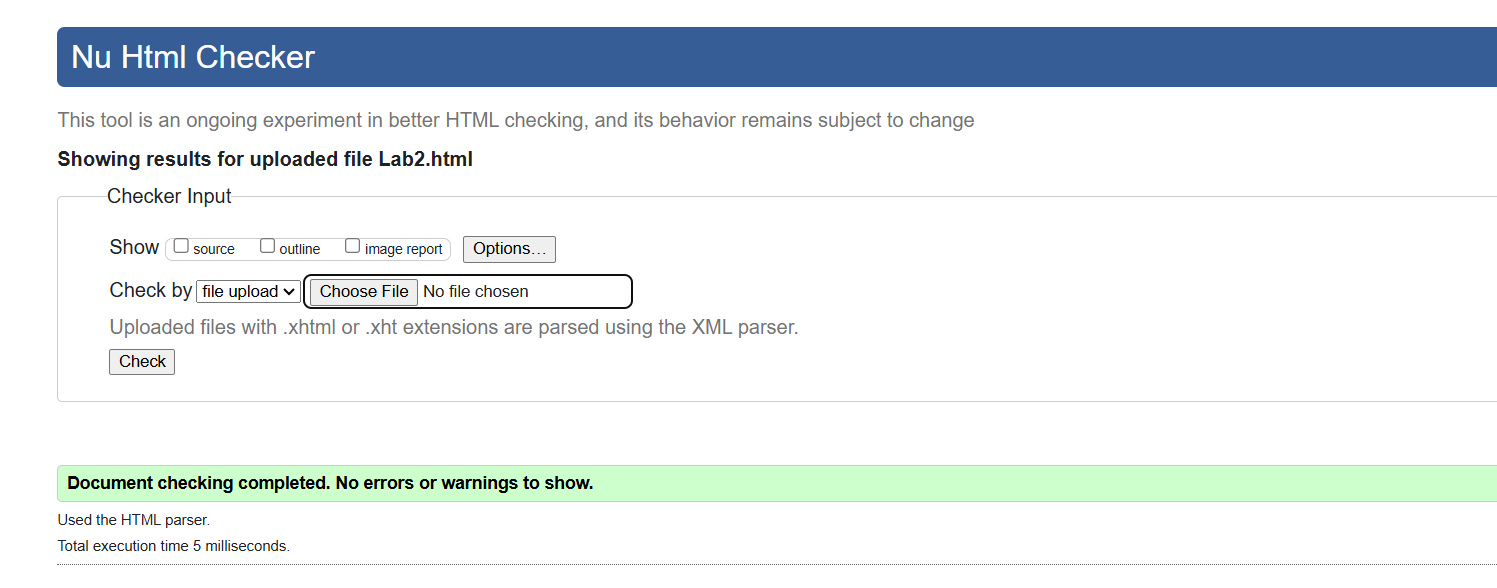 Nu Html Checker
This tool is an ongoing experiment in better HTML checking, and its behavior remains subject to change
Showing results for uploaded file Lab2.html
Checker Input
Show source outline image report Options…
Check by file upload Choose File No file chosen
Uploaded files with .xhtml or .xht extensions are parsed using the XML parser.
Check
Document checking completed. No errors or warnings to show.
Used the HTML parser.
Total execution time 5 milliseconds.